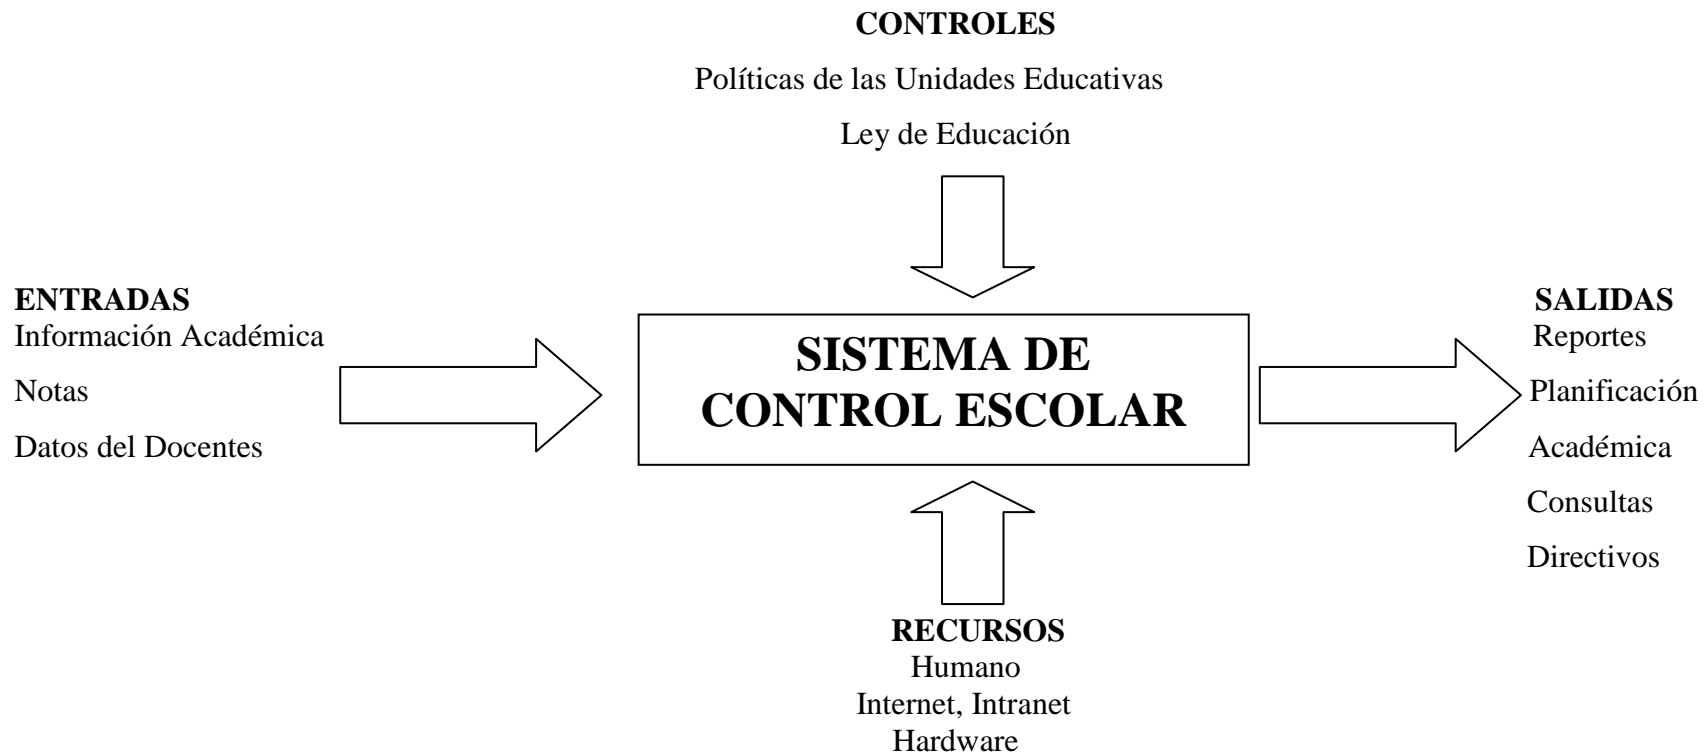 CONTROLES
Políticas de las Unidades Educativas
Ley de Educación
ENTRADAS
Información Académica
Notas
Datos del Docentes
SISTEMA DE
CONTROL ESCOLAR
SALIDAS
Reportes
Planificación
Académica
Consultas
Directivos
RECURSOS
Humano
Internet, Intranet
Hardware